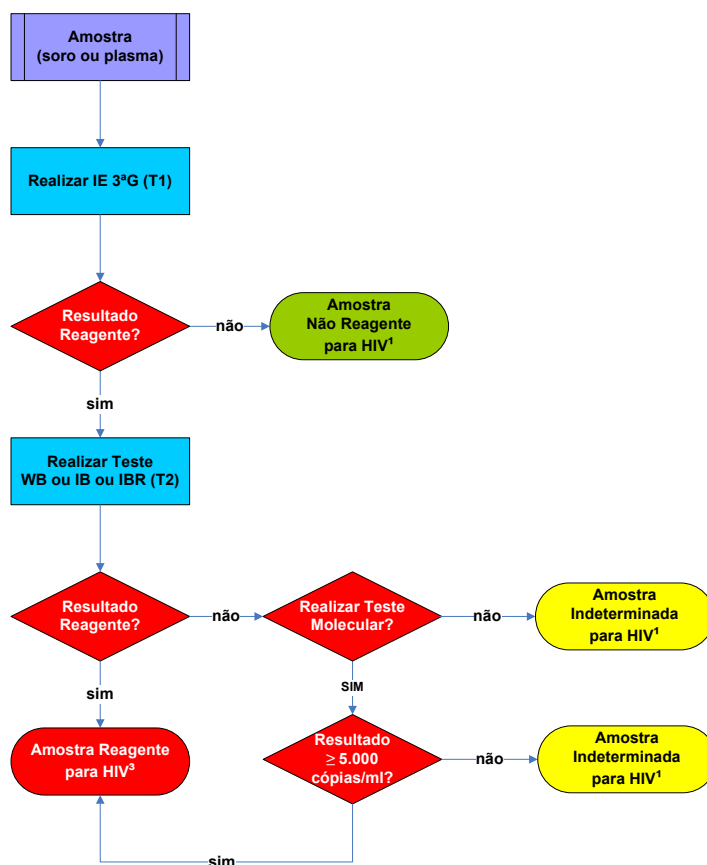 Amostra
(soro ou plasma)
Realizar IE 3ªG (T1)
Resultado
Reagente?
não
Amostra
Não Reagente
para HIV¹
sim
Realizar Teste
WB ou IB ou IBR (T2)
Resultado
Reagente?
não
Realizar Teste
Molecular?
não
Amostra
Indeterminada
para HIV¹
sim
SIM
Amostra Reagente
para HIV³
Resultado
≥ 5.000
cópias/ml?
não
Amostra
Indeterminada
para HIV¹
sim